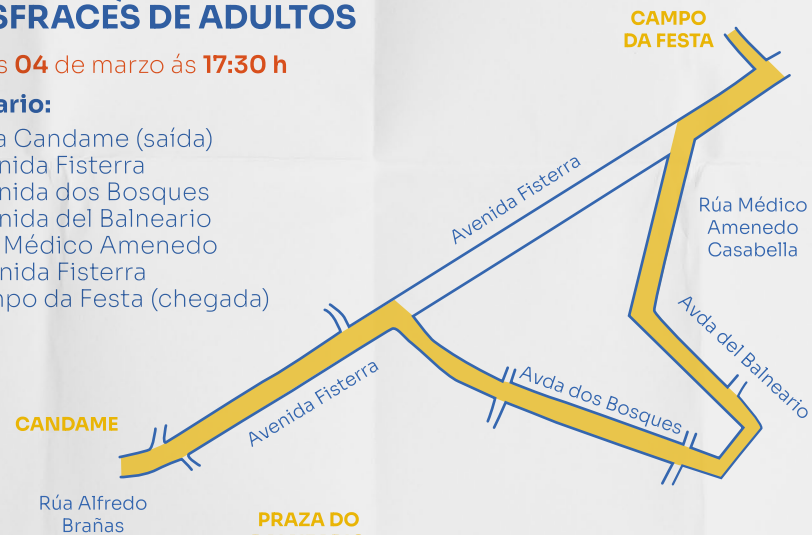 SFRACES DE ADULTOS
s 04 de marzo ás 17:30 h
ario:
a Candame (saída)
nida Fisterra
nida dos Bosques
nida del Balneario
Médico Amenedo
nida Fisterra
mpo da Festa (chegada)
CAMPO
DA FESTA
Avenida Fisterra
Rúa Médico
Amenedo
Casabella
Avda del Balneario
Avda dos Bosques
Avenida Fisterra
CANDAME
Rúa Alfredo
Brañas
PRAZA DO